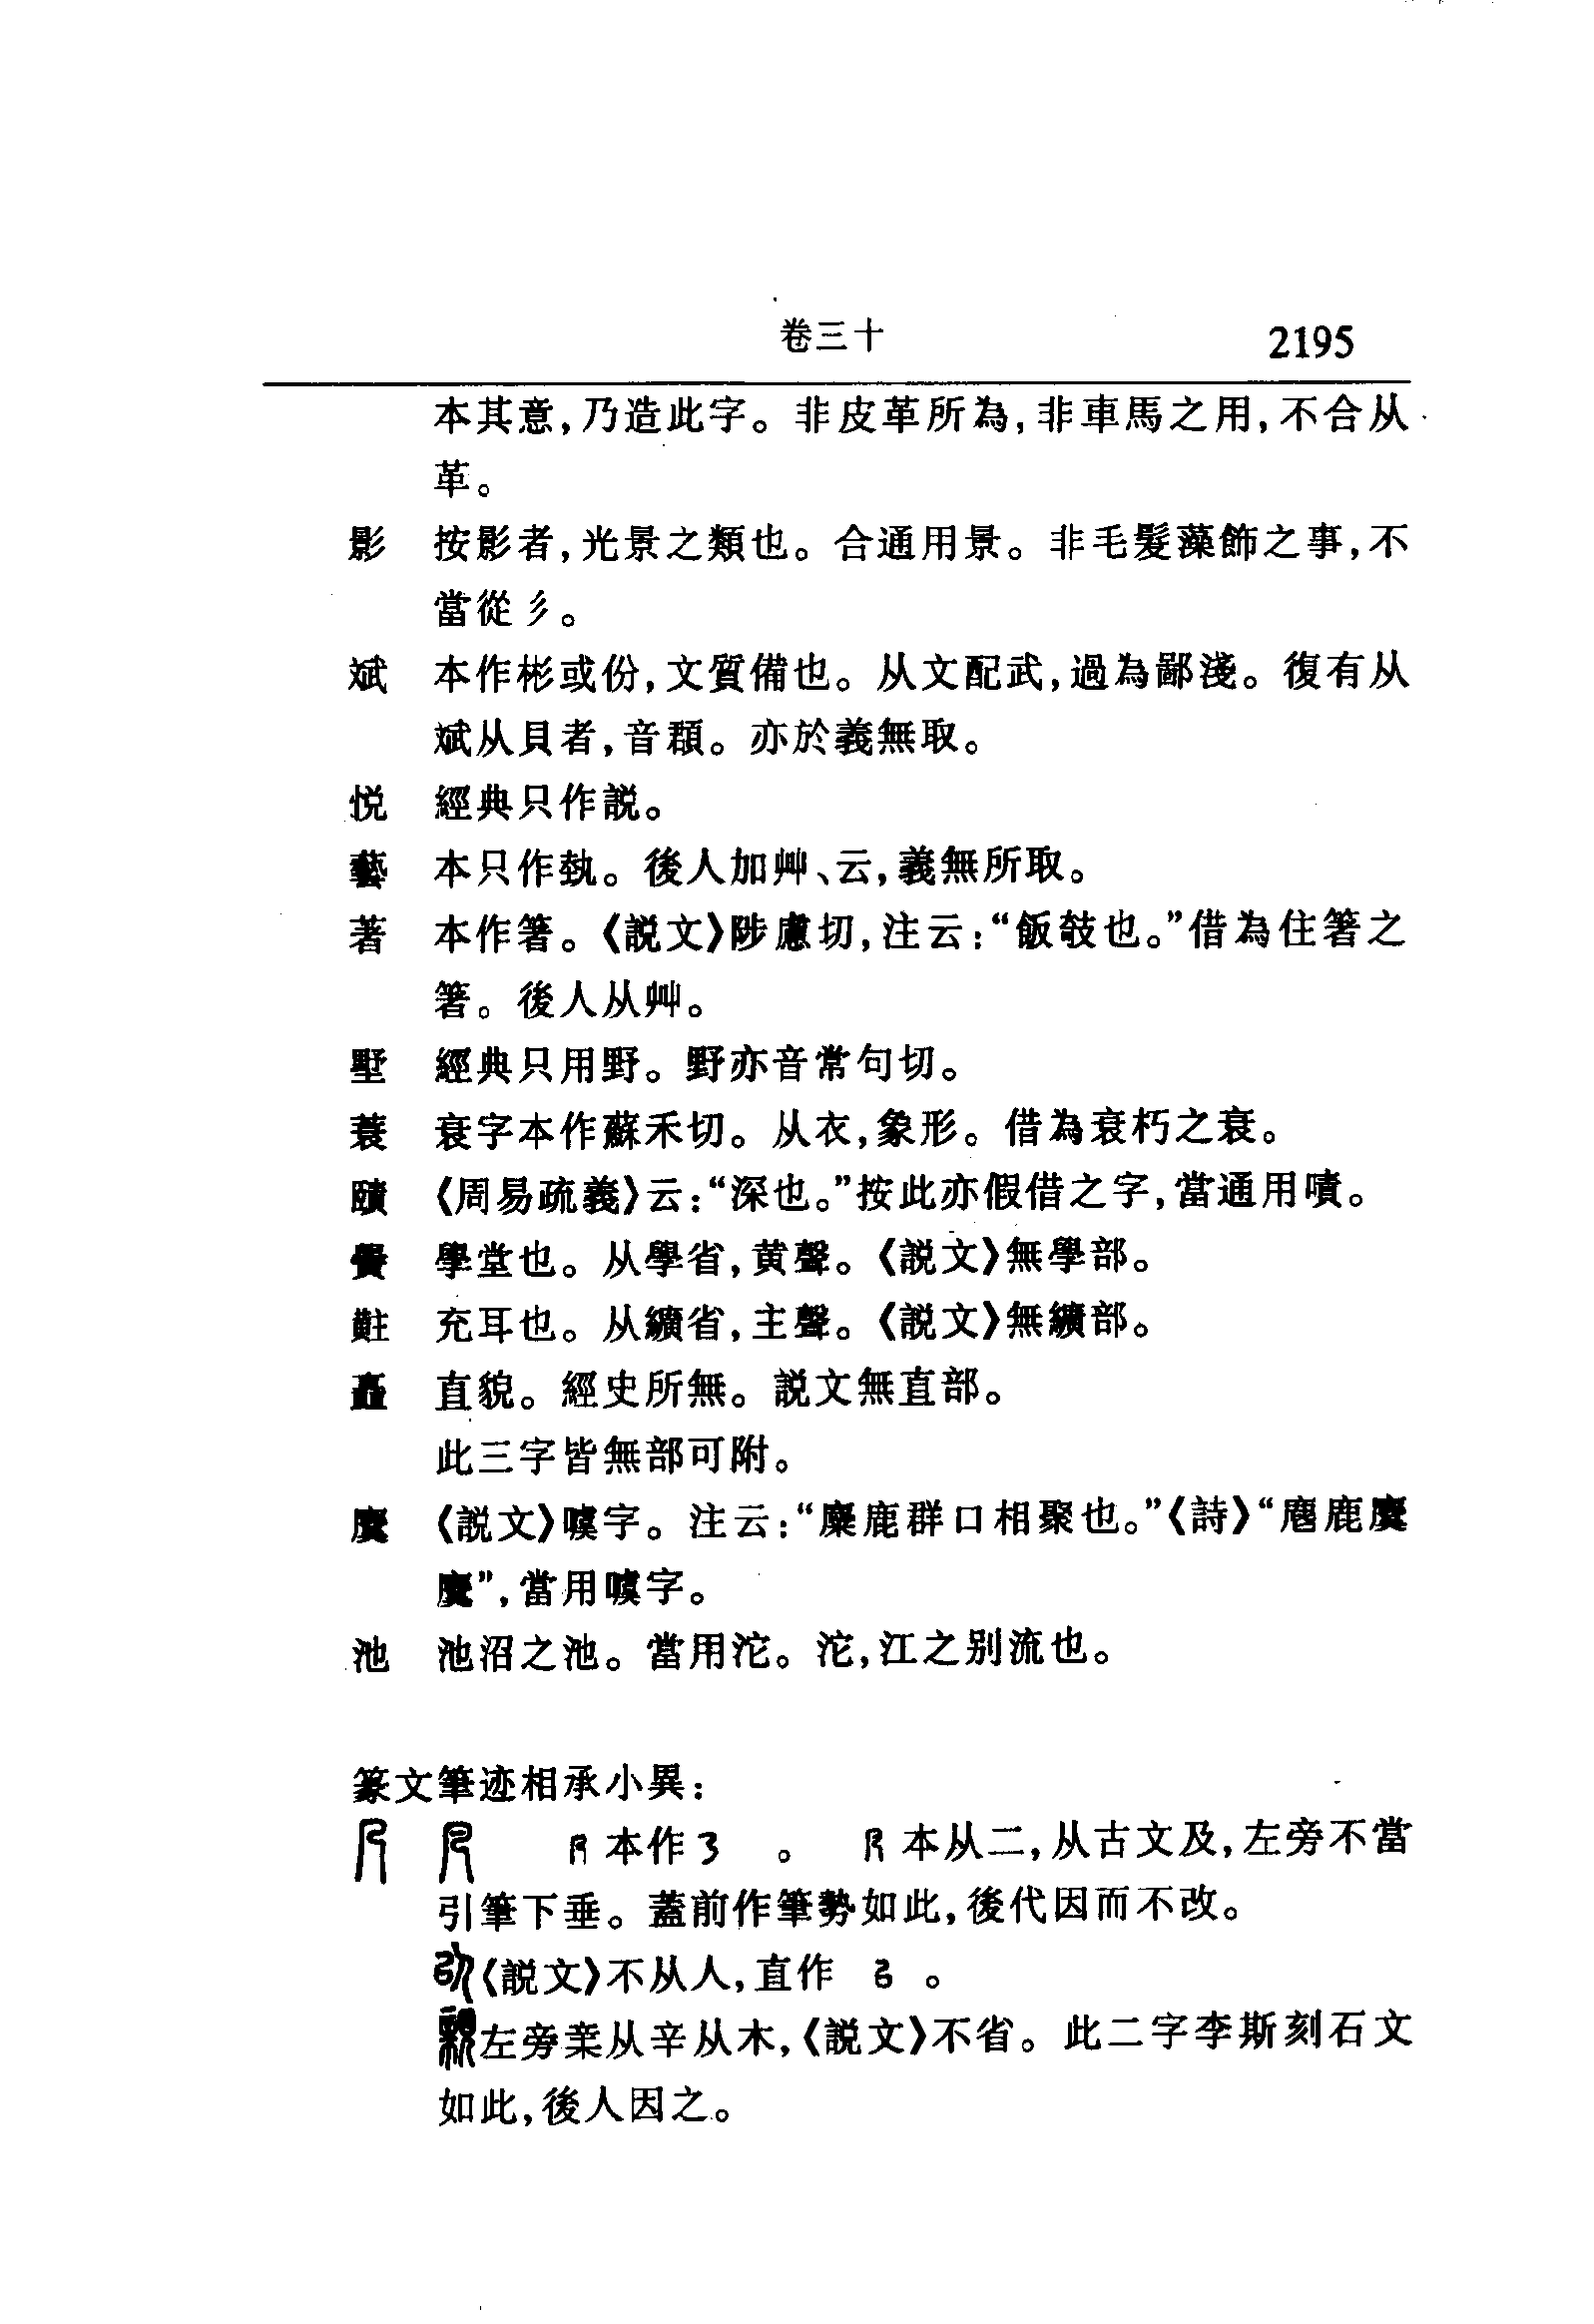 卷三十 2195
本其意，乃造此字。非皮革所為，非車馬之用，不合从
革。
影 按影者，光景之類也。合通用景。非毛髮藻飾之事，不
當從彡。
斌 本作彬或份，文質備也。从文配武，過為鄙淺。復有从
斌从貝者，音頵。亦於義無取。
悦 經典只作説。
藝 本只作埶。後人加艸、云，義無所取。
著 本作箸。《説文》陟慮切，注云：“飯攲也。”借為住箸之
箸。後人从艸。
墅 經典只用野。野亦音常句切。
蓑 衰字本作蘇禾切。从衣，象形。借為衰朽之衰。
賾 《周易疏義》云：“深也。”按此亦假借之字，當通用嘖。
黌 學堂也。从學省，黄聲。《説文》無學部。
黈 充耳也。从纊省，主聲。《説文》無纊部。
矗 直貌。經史所無。説文無直部。
此三字皆無部可附。
麌 《説文》噳字。注云：“麋鹿群口相聚也。”《詩》“麀鹿麌
麌”，當用噳字。
池 池沼之池。當用沱。沱，江之别流也。
篆文筆迹相承小異：
本作。本从二，从古文及，左旁不當
引筆下垂。蓋前作筆勢如此，後代因而不改。
《説文》不从人，直作。
左旁亲从辛从木，《説文》不省。此二字李斯刻石文
如此，後人因之。